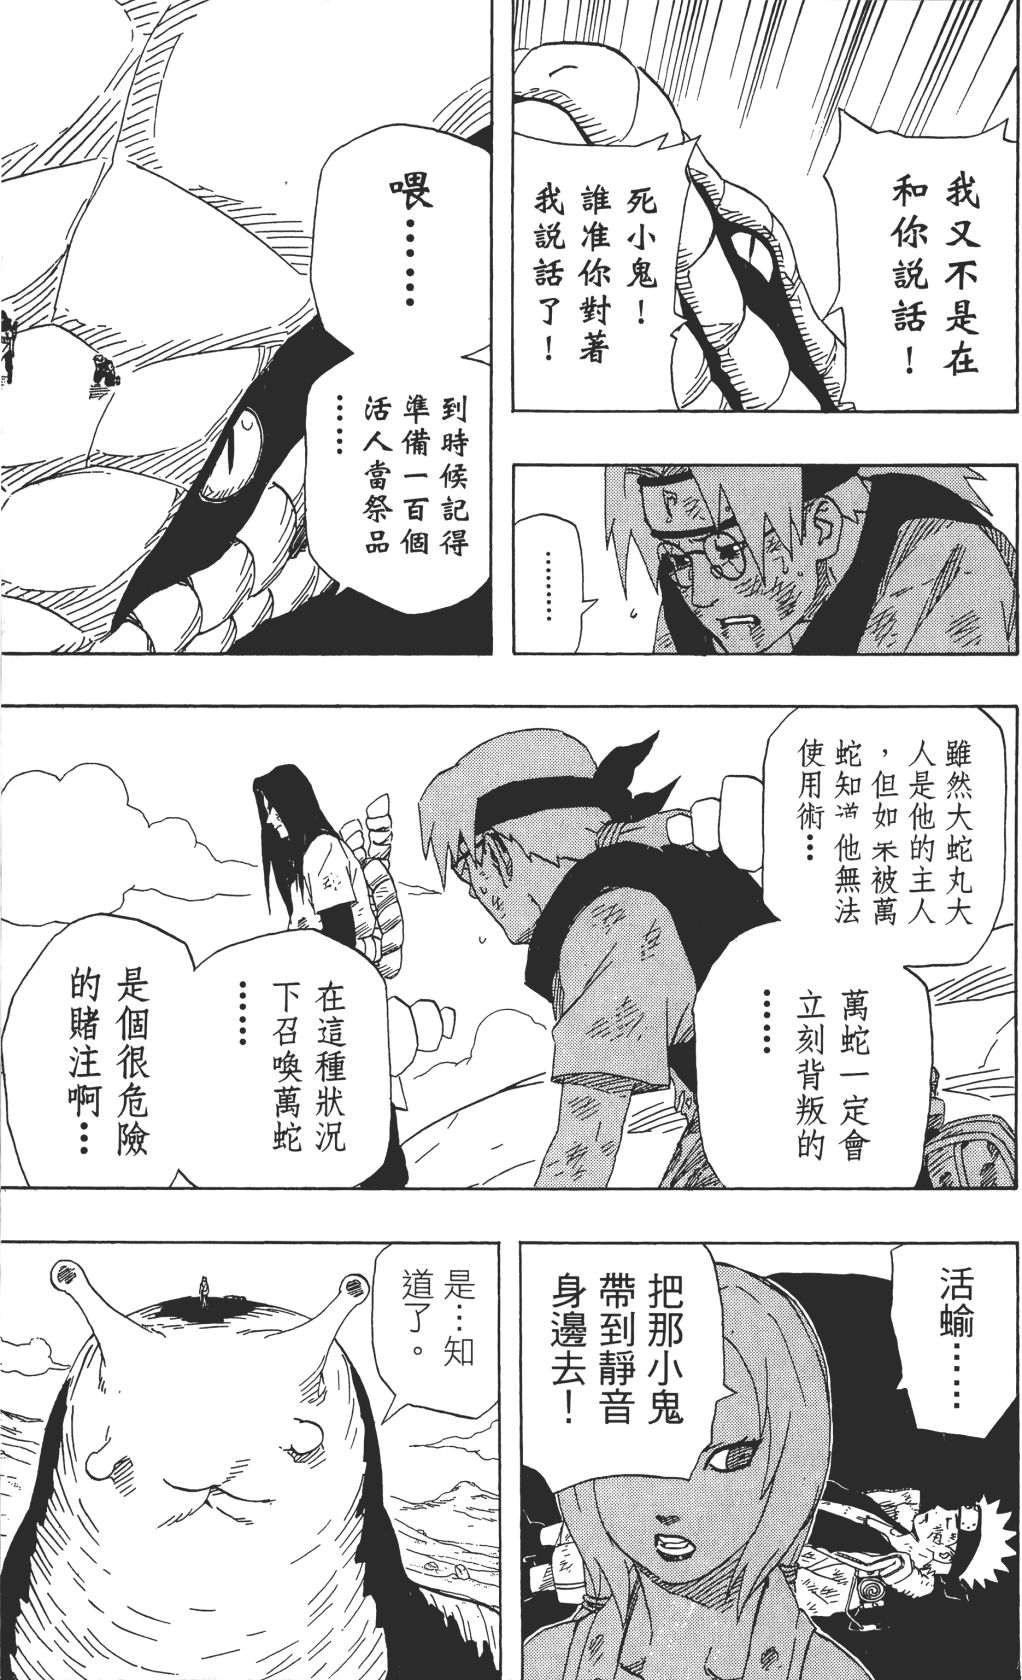 我又不是在
和你說話！
死小鬼！
誰准你對著
我說話了！
喂……
到時候記得
準備一百個
活人當祭品
……
………
雖然大蛇丸大
人是他的主人
，但如果被萬
蛇知道他無法
使用術…
萬蛇一定會
立刻背叛的
……
在這種狀況
下召喚萬蛇
……
是個很危險
的賭注啊…
活蝓……
把那小鬼
帶到靜音
身邊去！
是…知
道了。